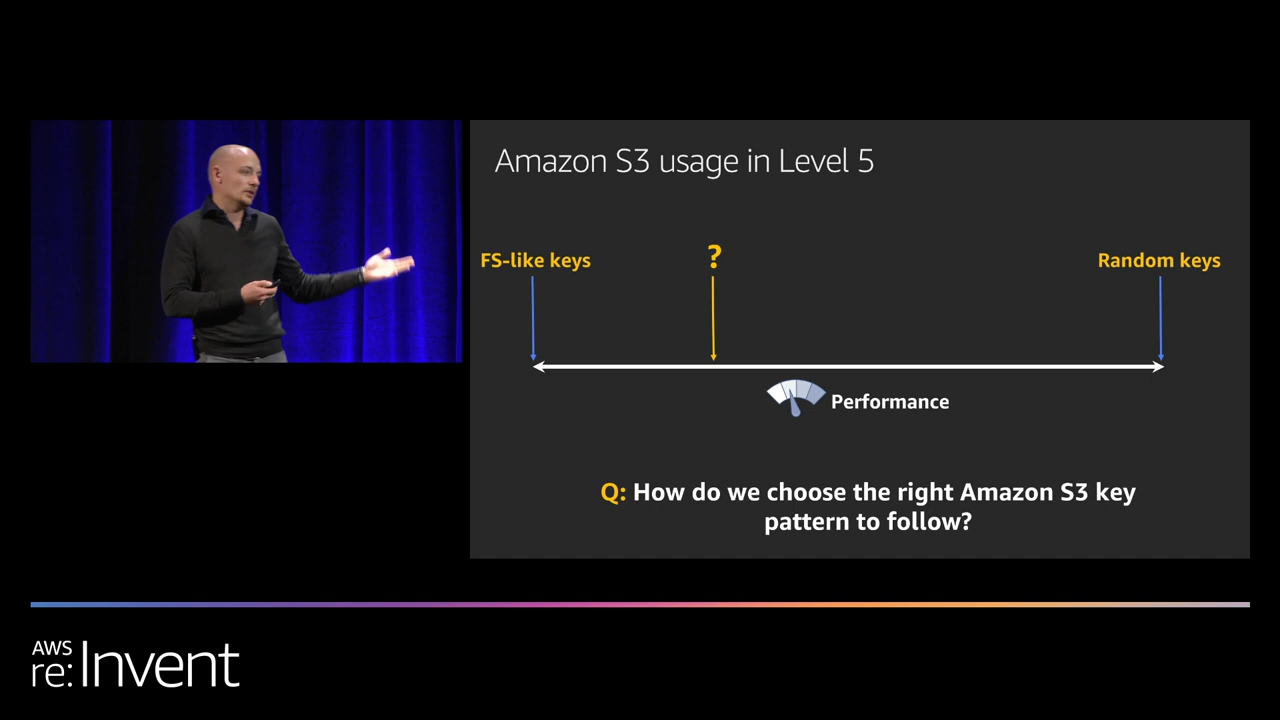 Amazon S3 usage in Level 5
FS-like keys
?
Random keys
Performance
Q: How do we choose the right Amazon S3 key
pattern to follow?
AWS
re:Invent